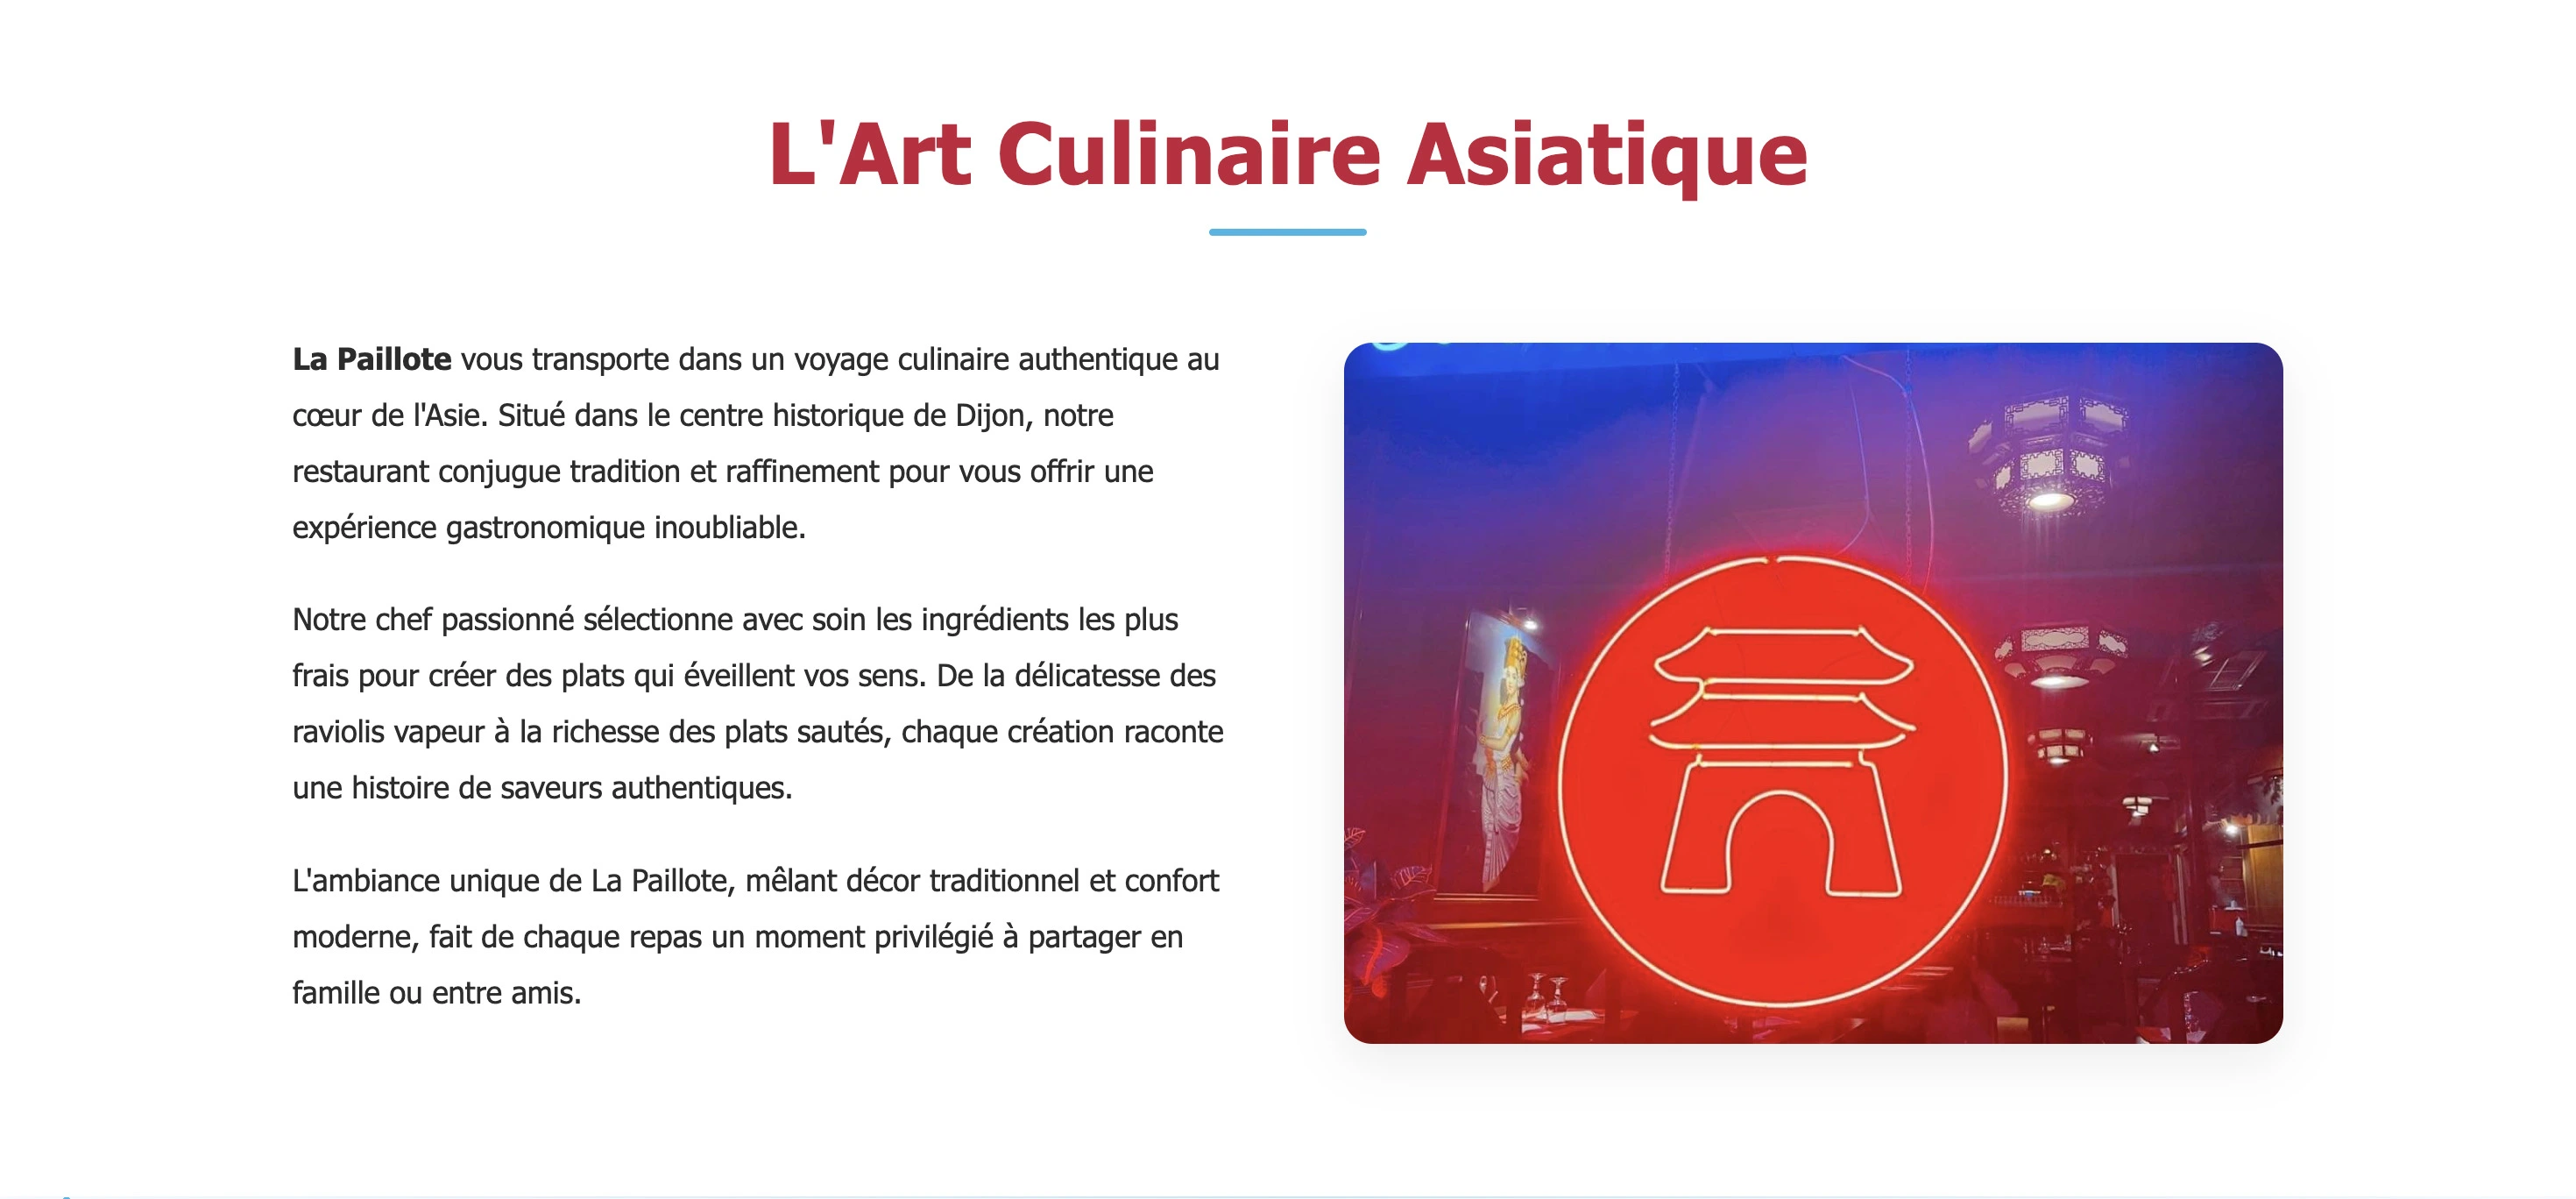 L'Art Culinaire Asiatique
La Paillote vous transporte dans un voyage culinaire authentique au
cœur de l'Asie. Situé dans le centre historique de Dijon, notre
restaurant conjugue tradition et raffinement pour vous offrir une
expérience gastronomique inoubliable.
Notre chef passionné sélectionne avec soin les ingrédients les plus
frais pour créer des plats qui éveillent vos sens. De la délicatesse des
raviolis vapeur à la richesse des plats sautés, chaque création raconte
une histoire de saveurs authentiques.
L'ambiance unique de La Paillote, mêlant décor traditionnel et confort
moderne, fait de chaque repas un moment privilégié à partager en
famille ou entre amis.